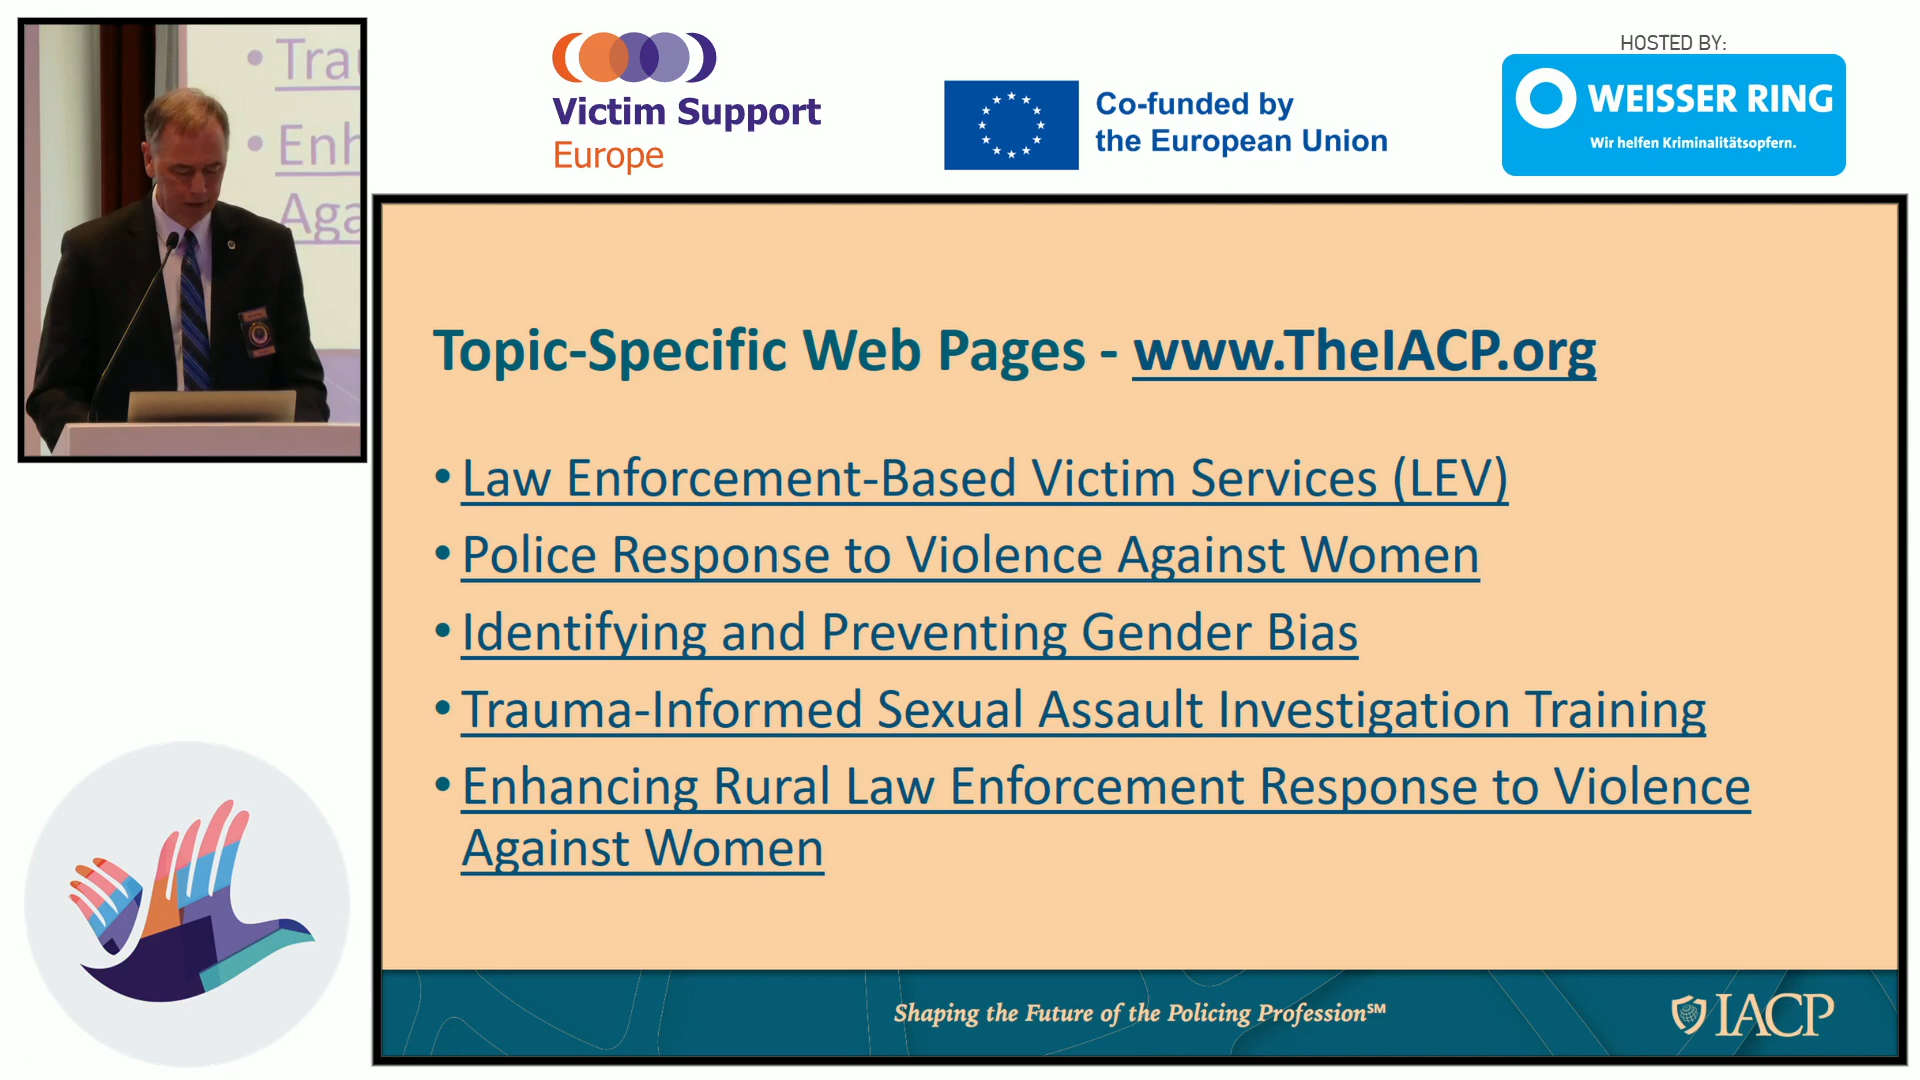 Tra
Enh
Aga
Victim Support
Europe
Co-funded by
the European Union
HOSTED BY:
WEISSER RING
Wir helfen Kriminalitätsopfern.
Topic-Specific Web Pages - www.TheIACP.org
• Law Enforcement-Based Victim Services (LEV)
• Police Response to Violence Against Women
• Identifying and Preventing Gender Bias
• Trauma-Informed Sexual Assault Investigation Training
• Enhancing Rural Law Enforcement Response to Violence
Against Women
Shaping the Future of the Policing Profession℠
IACP